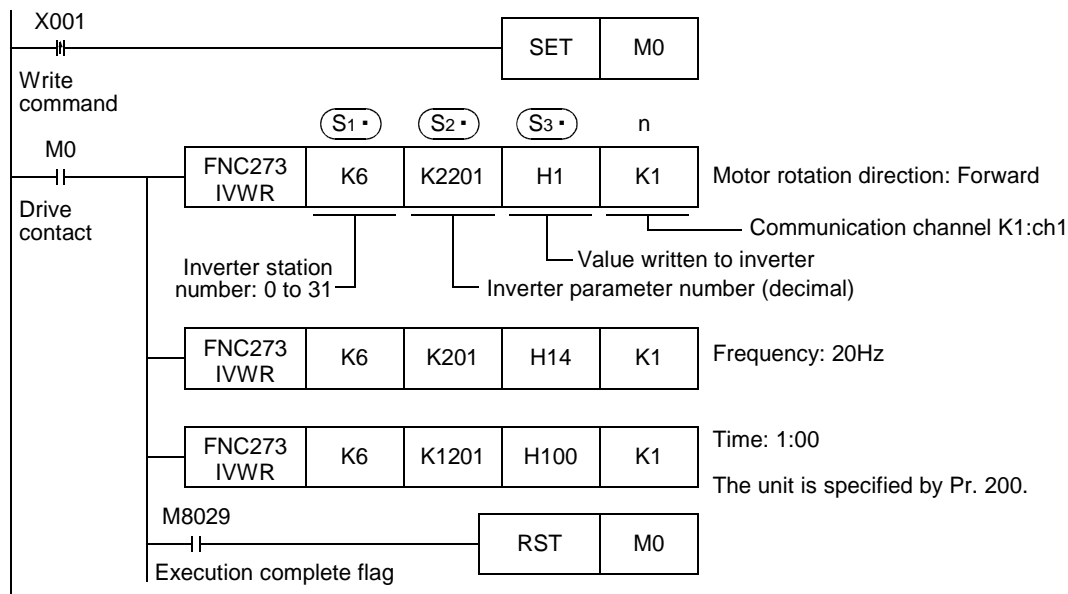 X001
SET M0
Write
command
S1・ S2・ S3・ n
M0
FNC273
IVWR
K6 K2201 H1 K1
Motor rotation direction: Forward
Drive
contact
Communication channel K1:ch1
Value written to inverter
Inverter station
number: 0 to 31
Inverter parameter number (decimal)
FNC273
IVWR
K6 K201 H14 K1
Frequency: 20Hz
FNC273
IVWR
K6 K1201 H100 K1
Time: 1:00
The unit is specified by Pr. 200.
M8029
RST M0
Execution complete flag